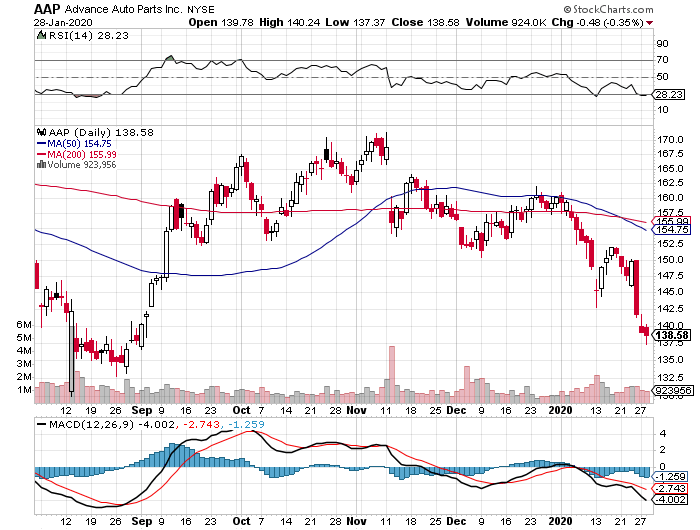 AAP Advance Auto Parts Inc. NYSE © StockCharts.com
28-Jan-2020 Open 139.78 High 140.24 Low 137.37 Close 138.58 Volume 924.0K Chg -0.48 (-0.35%)
RSI(14) 28.23
90
70
50
28.23
10
AAP (Daily) 138.58
MA(50) 154.75
MA(200) 155.99
Volume 923,956
170.0
167.5
165.0
162.5
160.0
157.5
155.99
154.75
152.5
150.0
147.5
145.0
142.5
140.0
138.58
137.5
135.0
132.5
130.0
923956
6M
5M
4M
3M
2M
1M
12 19 26 Sep 9 16 23 Oct 7 14 21 28 Nov 11 18 25 Dec 9 16 23 2020 13 21 27
MACD(12,26,9) -4.002, -2.743, -1.259
4
2
0
-1.259
-2.743
-4.002
12 19 26 Sep 9 16 23 Oct 7 14 21 28 Nov 11 18 25 Dec 9 16 23 2020 13 21 27